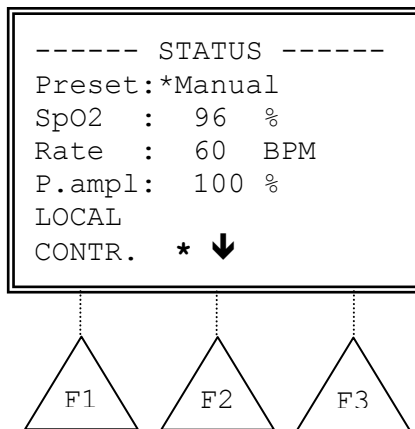 ------ STATUS ------
Preset:*Manual
SpO2  :  96  %
Rate  :  60  BPM
P.ampl:  100 %
LOCAL
CONTR.  * 🡫
F1 F2 F3